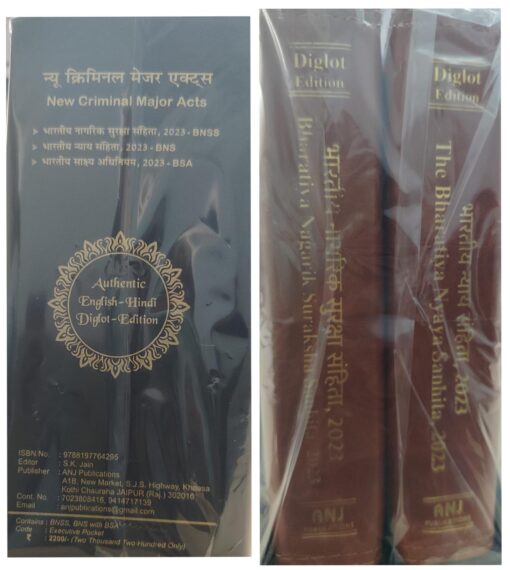 न्यू क्रिमिनल मेजर एक्ट्स
New Criminal Major Acts
भारतीय नागरिक सुरक्षा संहिता, 2023 - BNSS
भारतीय न्याय संहिता, 2023 - BNS
भारतीय साक्ष्य अधिनियम, 2023 - BSA
Authentic
English-Hindi
Diglot-Edition
ISBN No. : 9788197764295
Editor : S.K. Jain
Publisher : ANJ Publications
A1B, New Market, S.J.S. Highway, Khatesa
Kothi Chauraha JAIPUR (Raj.) 302016
Cont. No. : 7023808416, 9414717139
Email : anjpublications@gmail.com
Contains : BNSS, BNS with BSA
Code : Executive Pocket
₹ : 2200/- (Two Thousand Two Hundred Only)
Diglot
Edition
भारतीय नागरिक सुरक्षा संहिता, 2023
Bharatiya Nagarik Suraksha 2023
ANJ
PUBLICATIONS
Diglot
Edition
भारतीय न्याय संहिता, 2023
The Bharatiya Nyaya Sanhita, 2023
ANJ
PUBLICATIONS